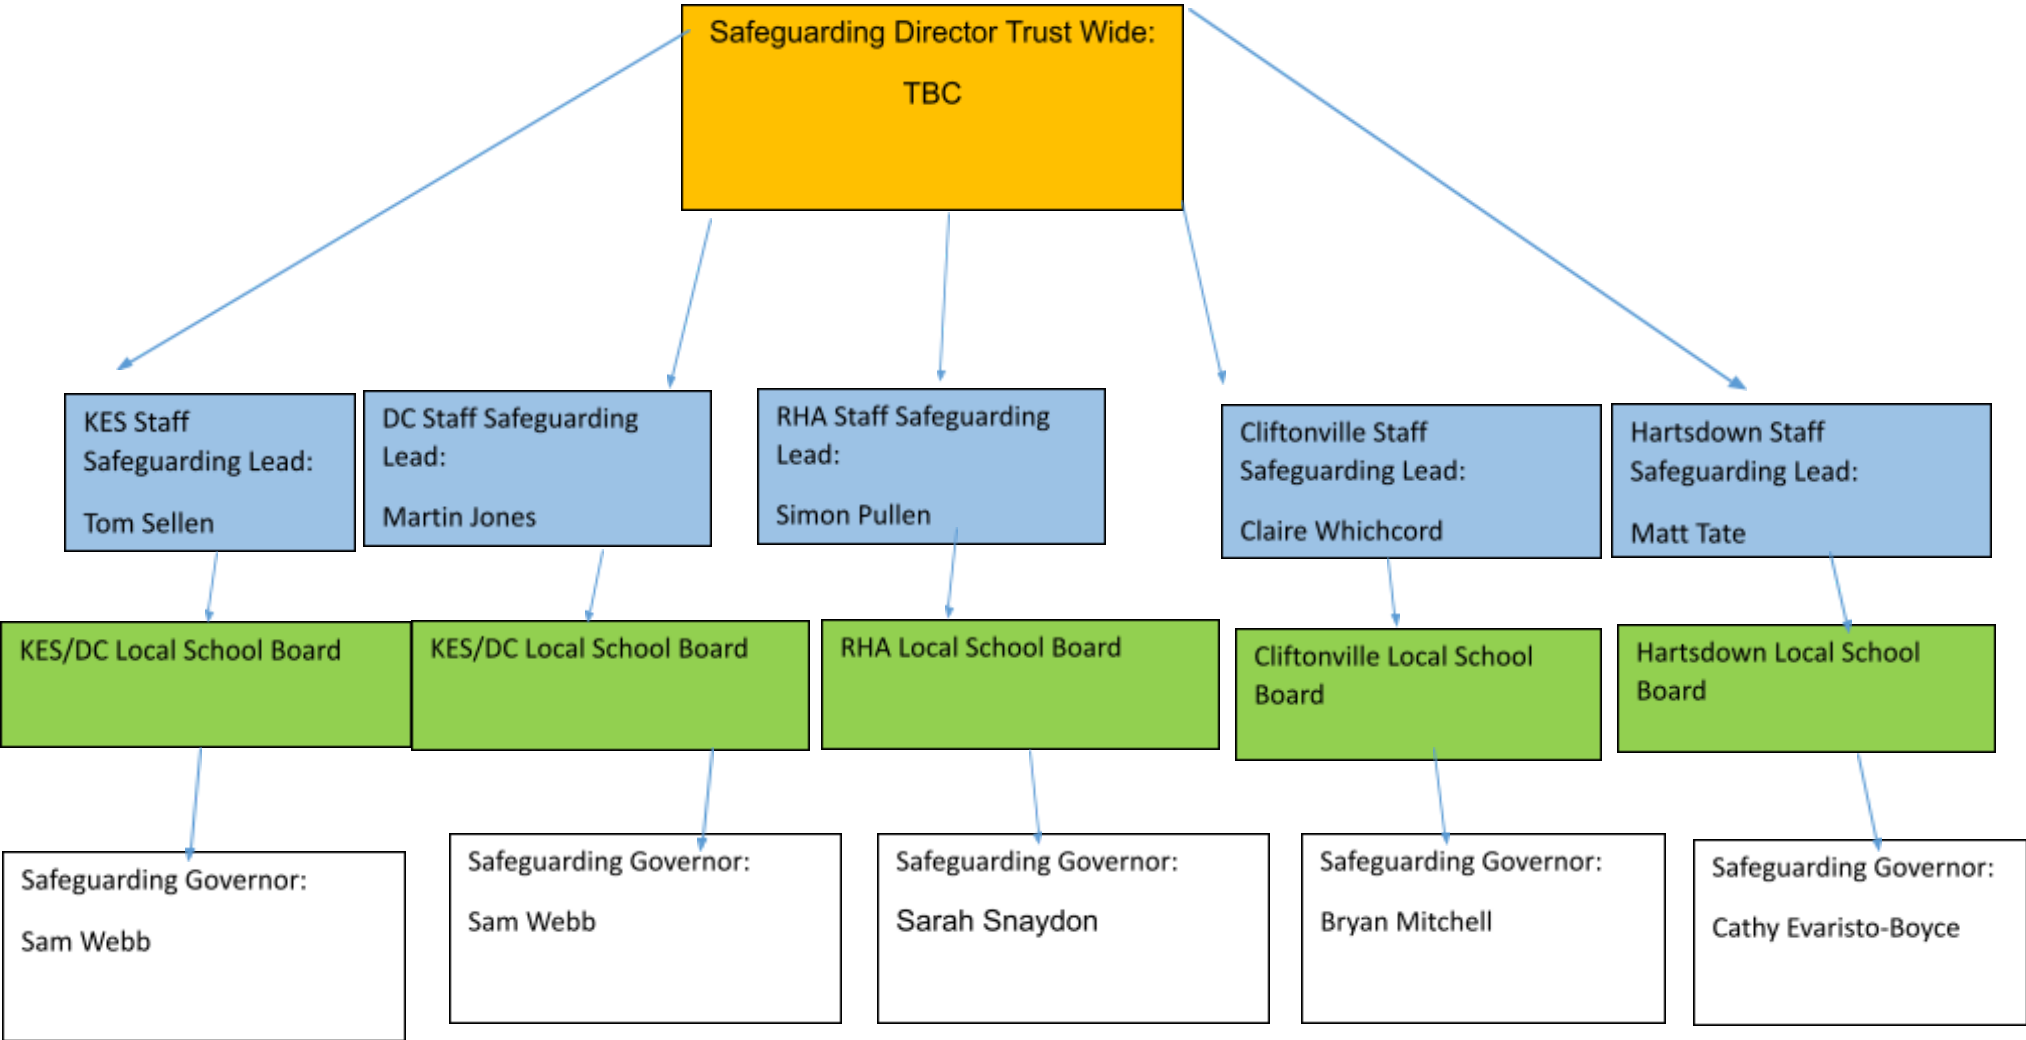 Safeguarding Director Trust Wide:
TBC
KES Staff
Safeguarding Lead:
Tom Sellen
DC Staff Safeguarding
Lead:
Martin Jones
RHA Staff Safeguarding
Lead:
Simon Pullen
Cliftonville Staff
Safeguarding Lead:
Claire Whichcord
Hartsdown Staff
Safeguarding Lead:
Matt Tate
KES/DC Local School Board
KES/DC Local School Board
RHA Local School Board
Cliftonville Local School
Board
Hartsdown Local School
Board
Safeguarding Governor:
Sam Webb
Safeguarding Governor:
Sam Webb
Safeguarding Governor:
Sarah Snaydon
Safeguarding Governor:
Bryan Mitchell
Safeguarding Governor:
Cathy Evaristo-Boyce